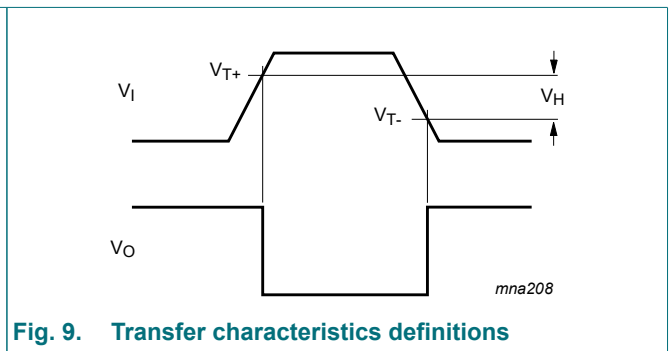 VT+
VI
VH
VT-
VO
mna208
Fig. 9. Transfer characteristics definitions